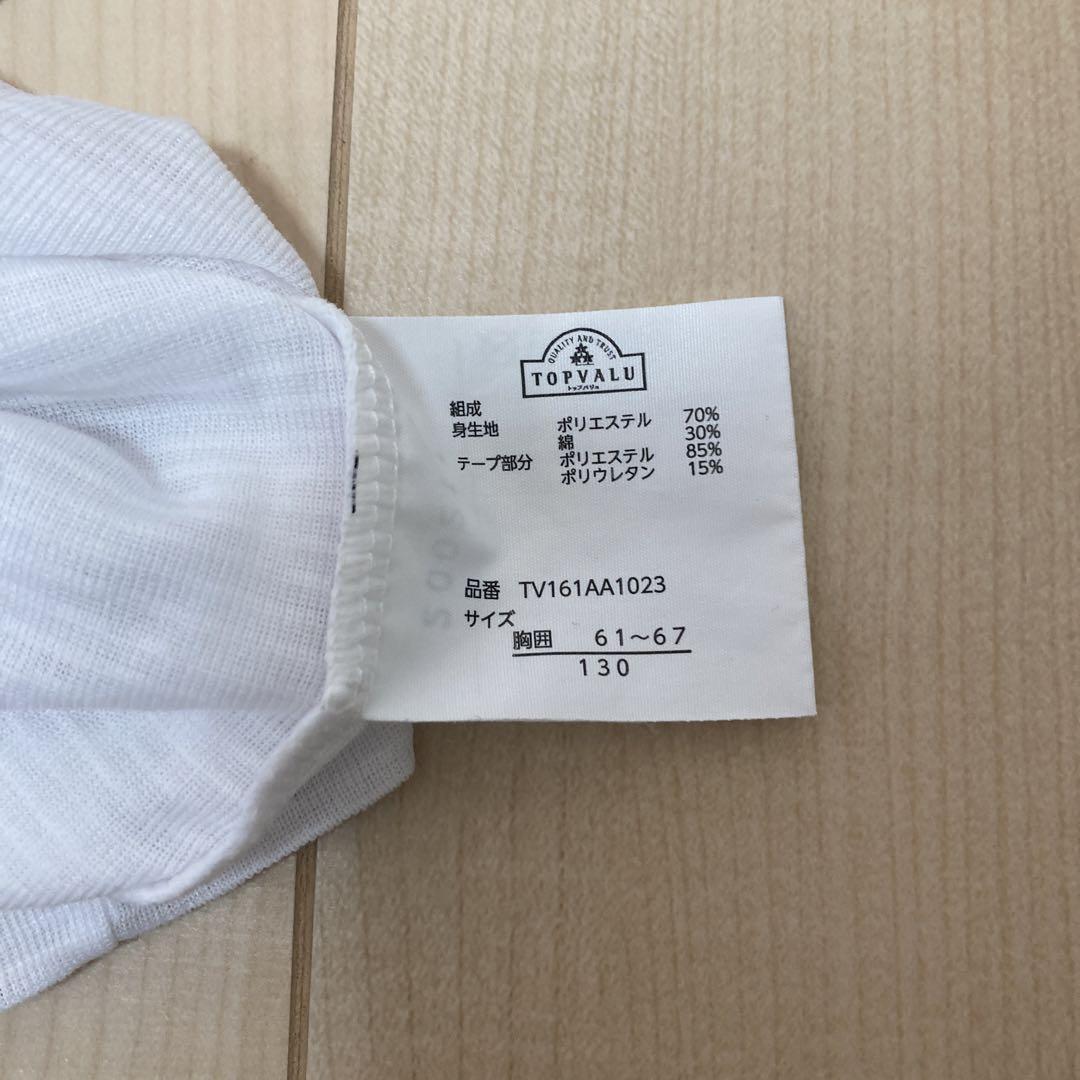 QUALITY AND TRUST
TOPVALU
トップバリュ
組成
身生地 ポリエステル 70%
綿 30%
テープ部分 ポリエステル 85%
ポリウレタン 15%
品番 TV161AA1023
サイズ
胸囲 61～67
130